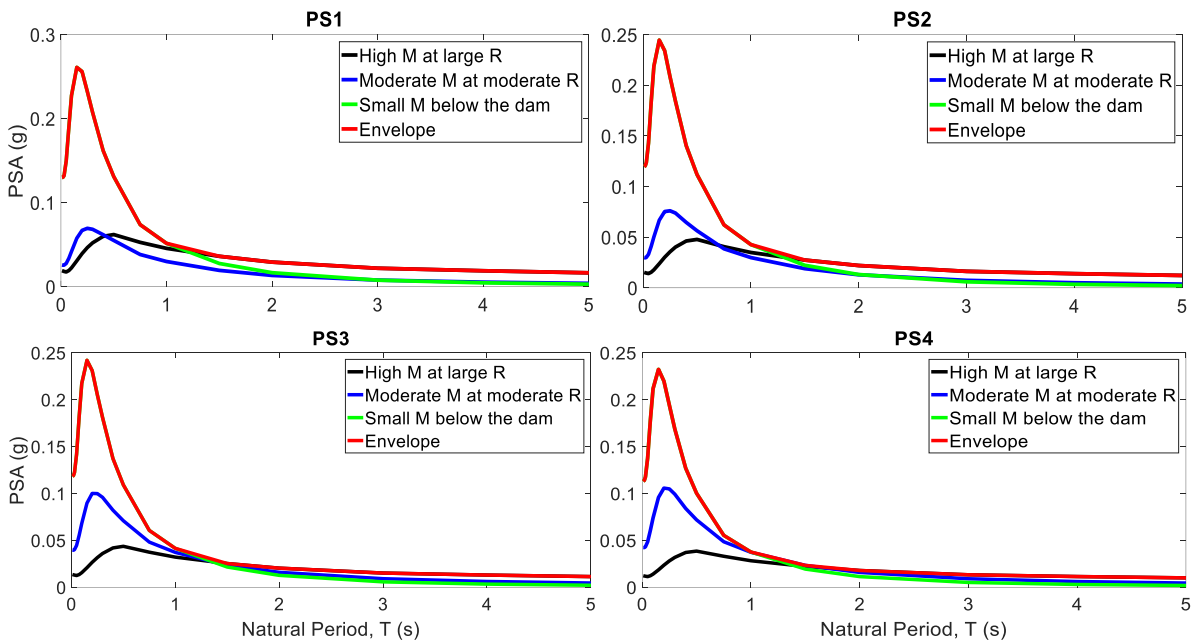 PS1
0.3
0.2
0.1
0
PSA (g)
High M at large R
Moderate M at moderate R
Small M below the dam
Envelope
0 1 2 3 4 5
PS2
0.25
0.2
0.15
0.1
0.05
0
High M at large R
Moderate M at moderate R
Small M below the dam
Envelope
0 1 2 3 4 5
PS3
0.25
0.2
0.15
0.1
0.05
0
PSA (g)
High M at large R
Moderate M at moderate R
Small M below the dam
Envelope
0 1 2 3 4 5
Natural Period, T (s)
PS4
0.25
0.2
0.15
0.1
0.05
0
High M at large R
Moderate M at moderate R
Small M below the dam
Envelope
0 1 2 3 4 5
Natural Period, T (s)